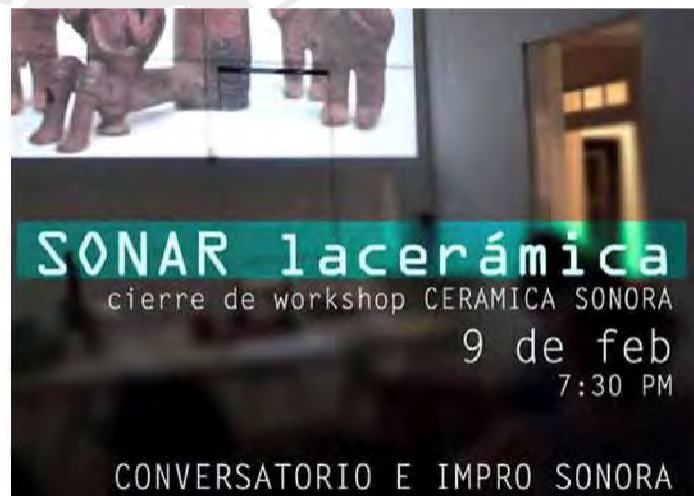 SONAR lacerámica
cierre de workshop CERAMICA SONORA
9 de feb
7:30 PM
CONVERSATORIO E IMPRO SONORA